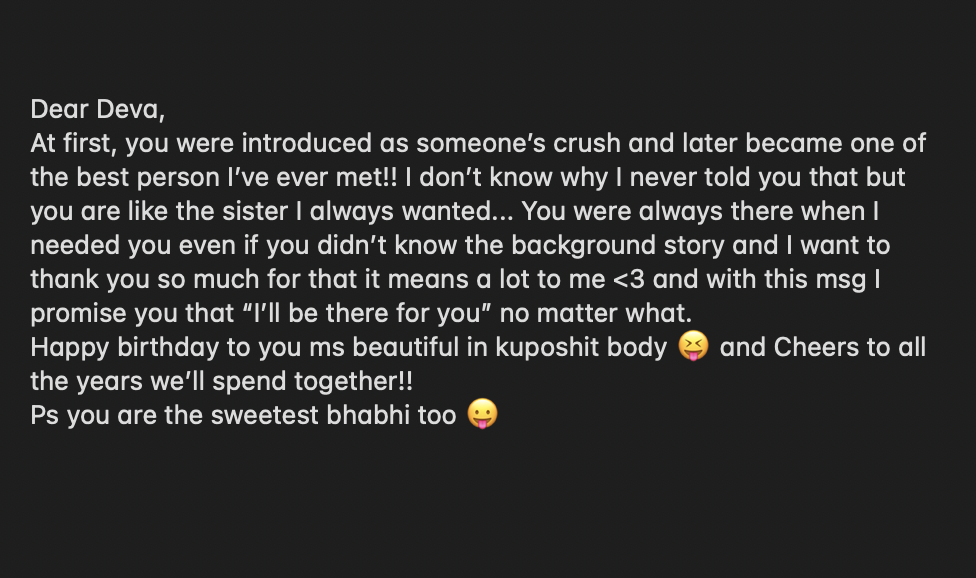 Dear Deva,
At first, you were introduced as someone’s crush and later became one of
the best person I’ve ever met!! I don’t know why I never told you that but
you are like the sister I always wanted... You were always there when I
needed you even if you didn’t know the background story and I want to
thank you so much for that it means a lot to me <3 and with this msg I
promise you that “I’ll be there for you” no matter what.
Happy birthday to you ms beautiful in kuposhit body 😝 and Cheers to all
the years we’ll spend together!!
Ps you are the sweetest bhabhi too 😛